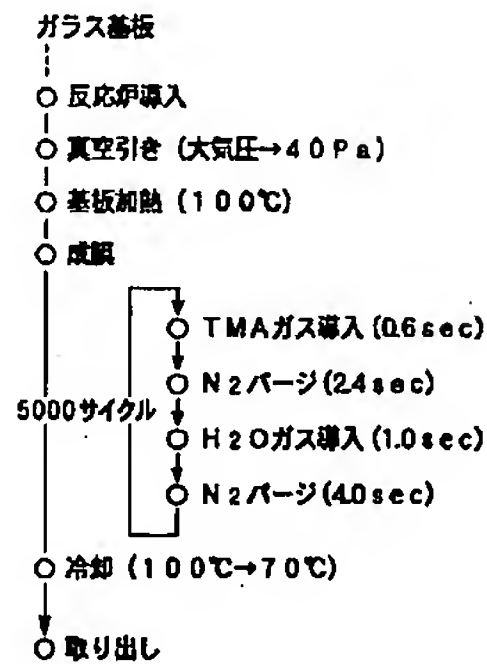 ガラス基板
反応炉導入
真空引き (大気圧→40Pa)
基板加熱 (100℃)
成膜
TMAガス導入 (0.6sec)
N2パージ (2.4sec)
5000サイクル
H2Oガス導入 (1.0sec)
N2パージ (4.0sec)
冷却 (100℃→70℃)
取り出し